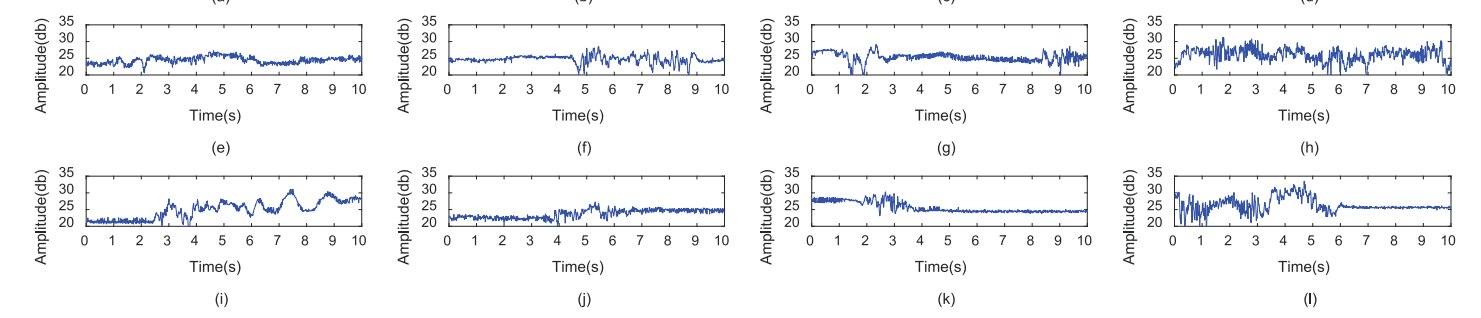 (a) (b) (c) (d)
35 35 35 35
30 30 30 30
25 25 25 25
20 20 20 20
Amplitude(db) Amplitude(db) Amplitude(db) Amplitude(db)
0 1 2 3 4 5 6 7 8 9 10 0 1 2 3 4 5 6 7 8 9 10 0 1 2 3 4 5 6 7 8 9 10 0 1 2 3 4 5 6 7 8 9 10
Time(s) Time(s) Time(s) Time(s)
(e) (f) (g) (h)
35 35 35 35
30 30 30 30
25 25 25 25
20 20 20 20
Amplitude(db) Amplitude(db) Amplitude(db) Amplitude(db)
0 1 2 3 4 5 6 7 8 9 10 0 1 2 3 4 5 6 7 8 9 10 0 1 2 3 4 5 6 7 8 9 10 0 1 2 3 4 5 6 7 8 9 10
Time(s) Time(s) Time(s) Time(s)
(i) (j) (k) (l)